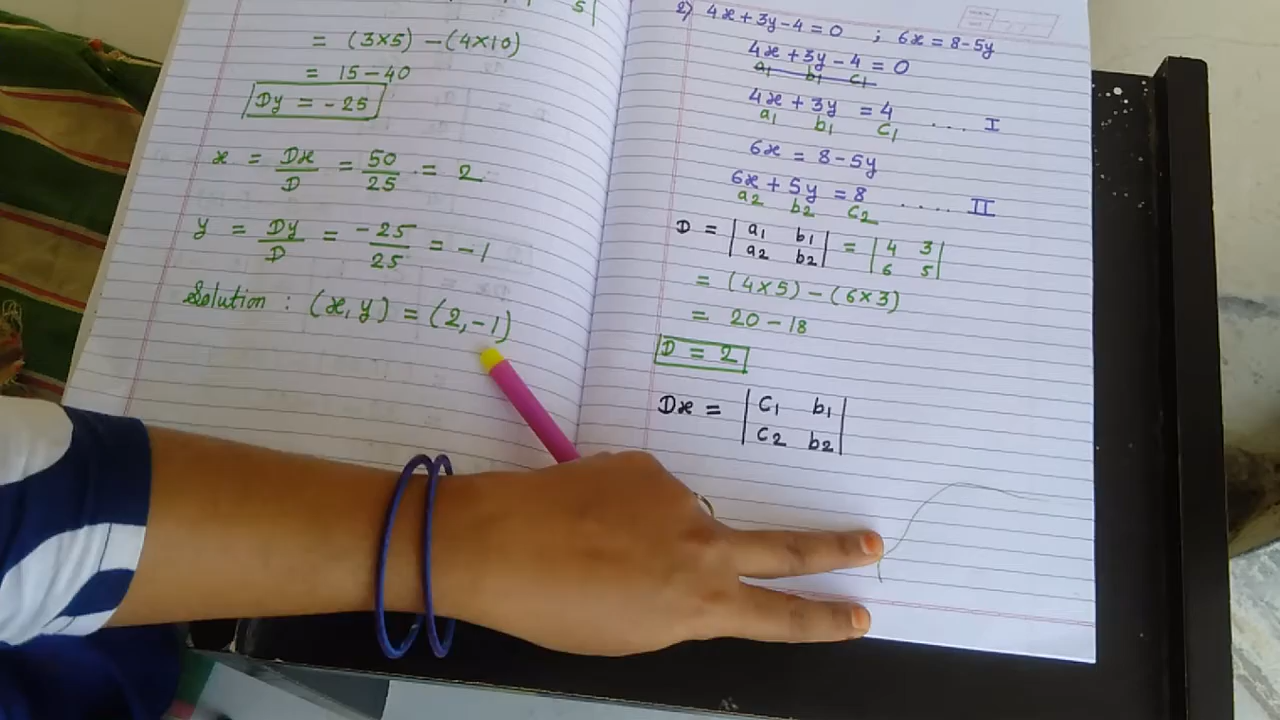 5
= (3×5) - (4×10)
= 15 - 40
Dy = -25
x = Dx/D = 50/25 = 2
y = Dy/D = -25/25 = -1
Solution : (x, y) = (2, -1)
2) 4x + 3y - 4 = 0 ; 6x = 8 - 5y
4x + 3y - 4 = 0
a₁ b₁ c₁
4x + 3y = 4 .... I
a₁ b₁ c₁
6x = 8 - 5y
6x + 5y = 8 .... II
a₂ b₂ c₂
D = | a₁ b₁ | = | 4 3 |
| a₂ b₂ | | 6 5 |
= (4×5) - (6×3)
= 20 - 18
D = 2
Dx = | c₁ b₁ |
| c₂ b₂ |